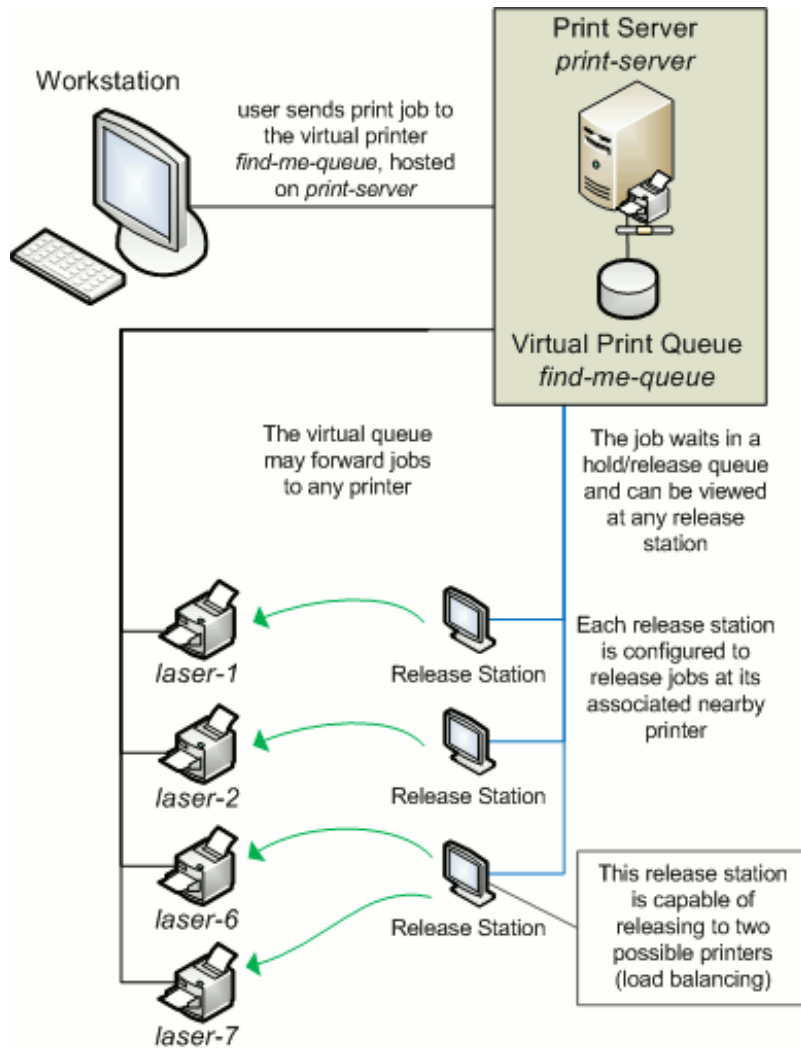 Print Server
print-server
Workstation
user sends print job to
the virtual printer
find-me-queue, hosted
on print-server
Virtual Print Queue
find-me-queue
The virtual queue
may forward jobs
to any printer
The job waits in a
hold/release queue
and can be viewed
at any release
station
laser-1
Release Station
Each release station
is configured to
release jobs at its
associated nearby
printer
laser-2
Release Station
laser-6
Release Station
This release station
is capable of
releasing to two
possible printers
(load balancing)
laser-7